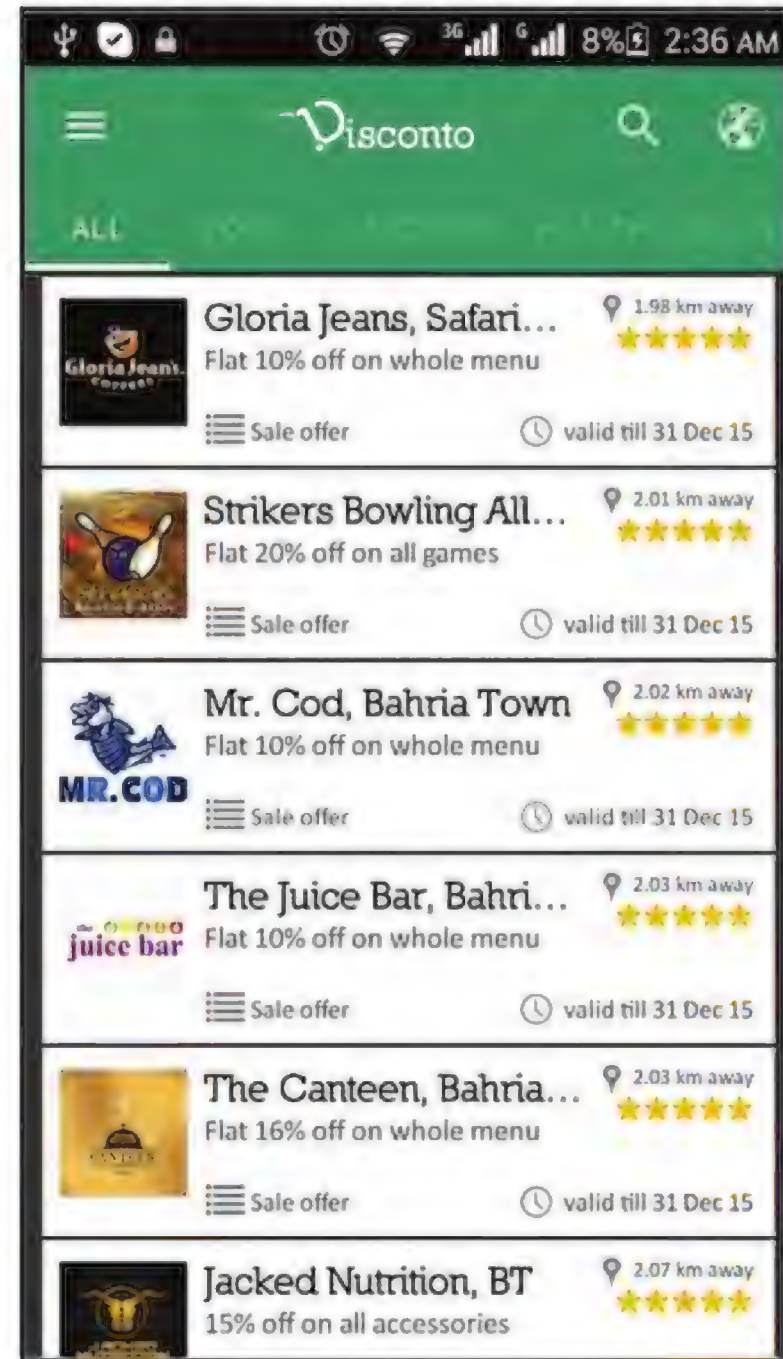 3G G 8% 2:36 AM
Disconto
ALL
Gloria Jean's
COFFEES
Gloria Jeans, Safari...
1.98 km away
Flat 10% off on whole menu
Sale offer
valid till 31 Dec 15
Strikers Bowling All...
2.01 km away
Flat 20% off on all games
Sale offer
valid till 31 Dec 15
MR. COD
Mr. Cod, Bahria Town
2.02 km away
Flat 10% off on whole menu
Sale offer
valid till 31 Dec 15
juice bar
The Juice Bar, Bahri...
2.03 km away
Flat 10% off on whole menu
Sale offer
valid till 31 Dec 15
The Canteen, Bahria...
2.03 km away
Flat 16% off on whole menu
Sale offer
valid till 31 Dec 15
Jacked Nutrition, BT
2.07 km away
15% off on all accessories